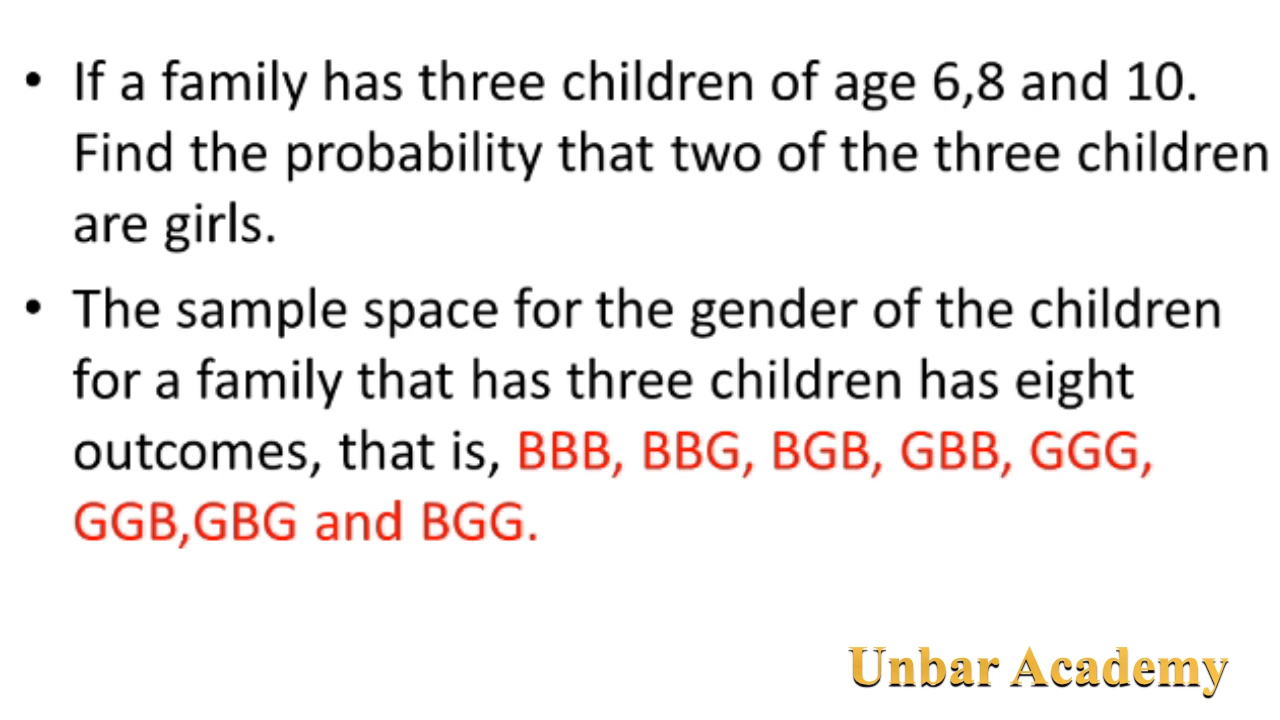 • If a family has three children of age 6,8 and 10.
Find the probability that two of the three children
are girls.
• The sample space for the gender of the children
for a family that has three children has eight
outcomes, that is, BBB, BBG, BGB, GBB, GGG,
GGB,GBG and BGG.
Unbar Academy